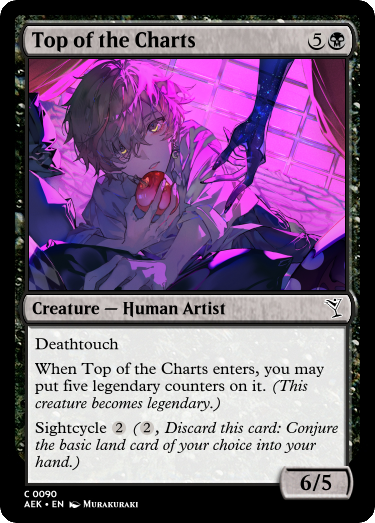 Top of the Charts 5
Creature — Human Artist
Deathtouch
When Top of the Charts enters, you may
put five legendary counters on it. (This
creature becomes legendary.)
Sightcycle 2 (2, Discard this card: Conjure
the basic land card of your choice into your
hand.)
6/5
C 0090
AEK • EN Murakuraki